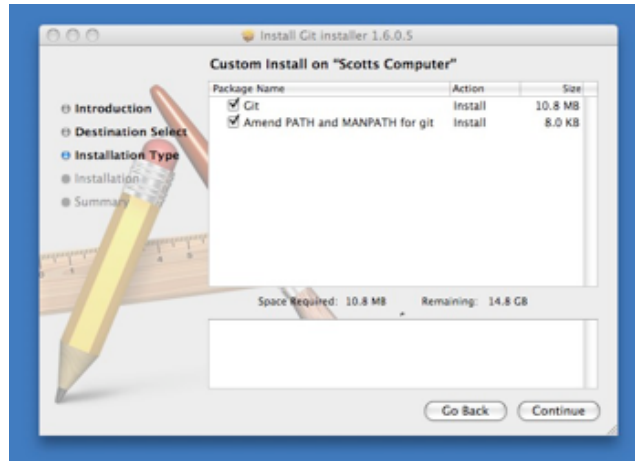 Install Git installer 1.6.0.5
Custom Install on "Scotts Computer"
Introduction
Destination Select
Installation Type
Installation
Summary
Package Name Action Size
Git Install 10.8 MB
Amend PATH and MANPATH for git Install 8.0 KB
Space Required: 10.8 MB Remaining: 14.8 GB
Go Back Continue